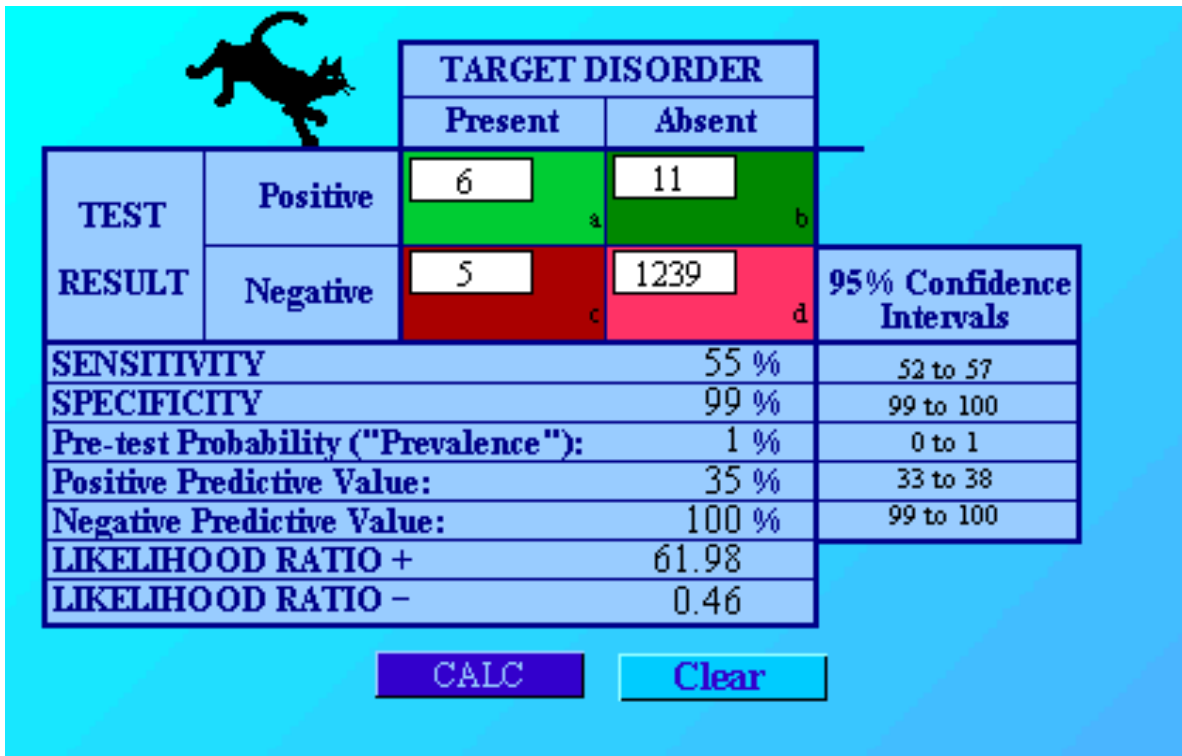 TARGET DISORDER
Present Absent
TEST RESULT
Positive 6 a 11 b
Negative 5 c 1239 d
95% Confidence Intervals
SENSITIVITY 55 % 52 to 57
SPECIFICITY 99 % 99 to 100
Pre-test Probability ("Prevalence"): 1 % 0 to 1
Positive Predictive Value: 35 % 33 to 38
Negative Predictive Value: 100 % 99 to 100
LIKELIHOOD RATIO + 61.98
LIKELIHOOD RATIO − 0.46
CALC Clear